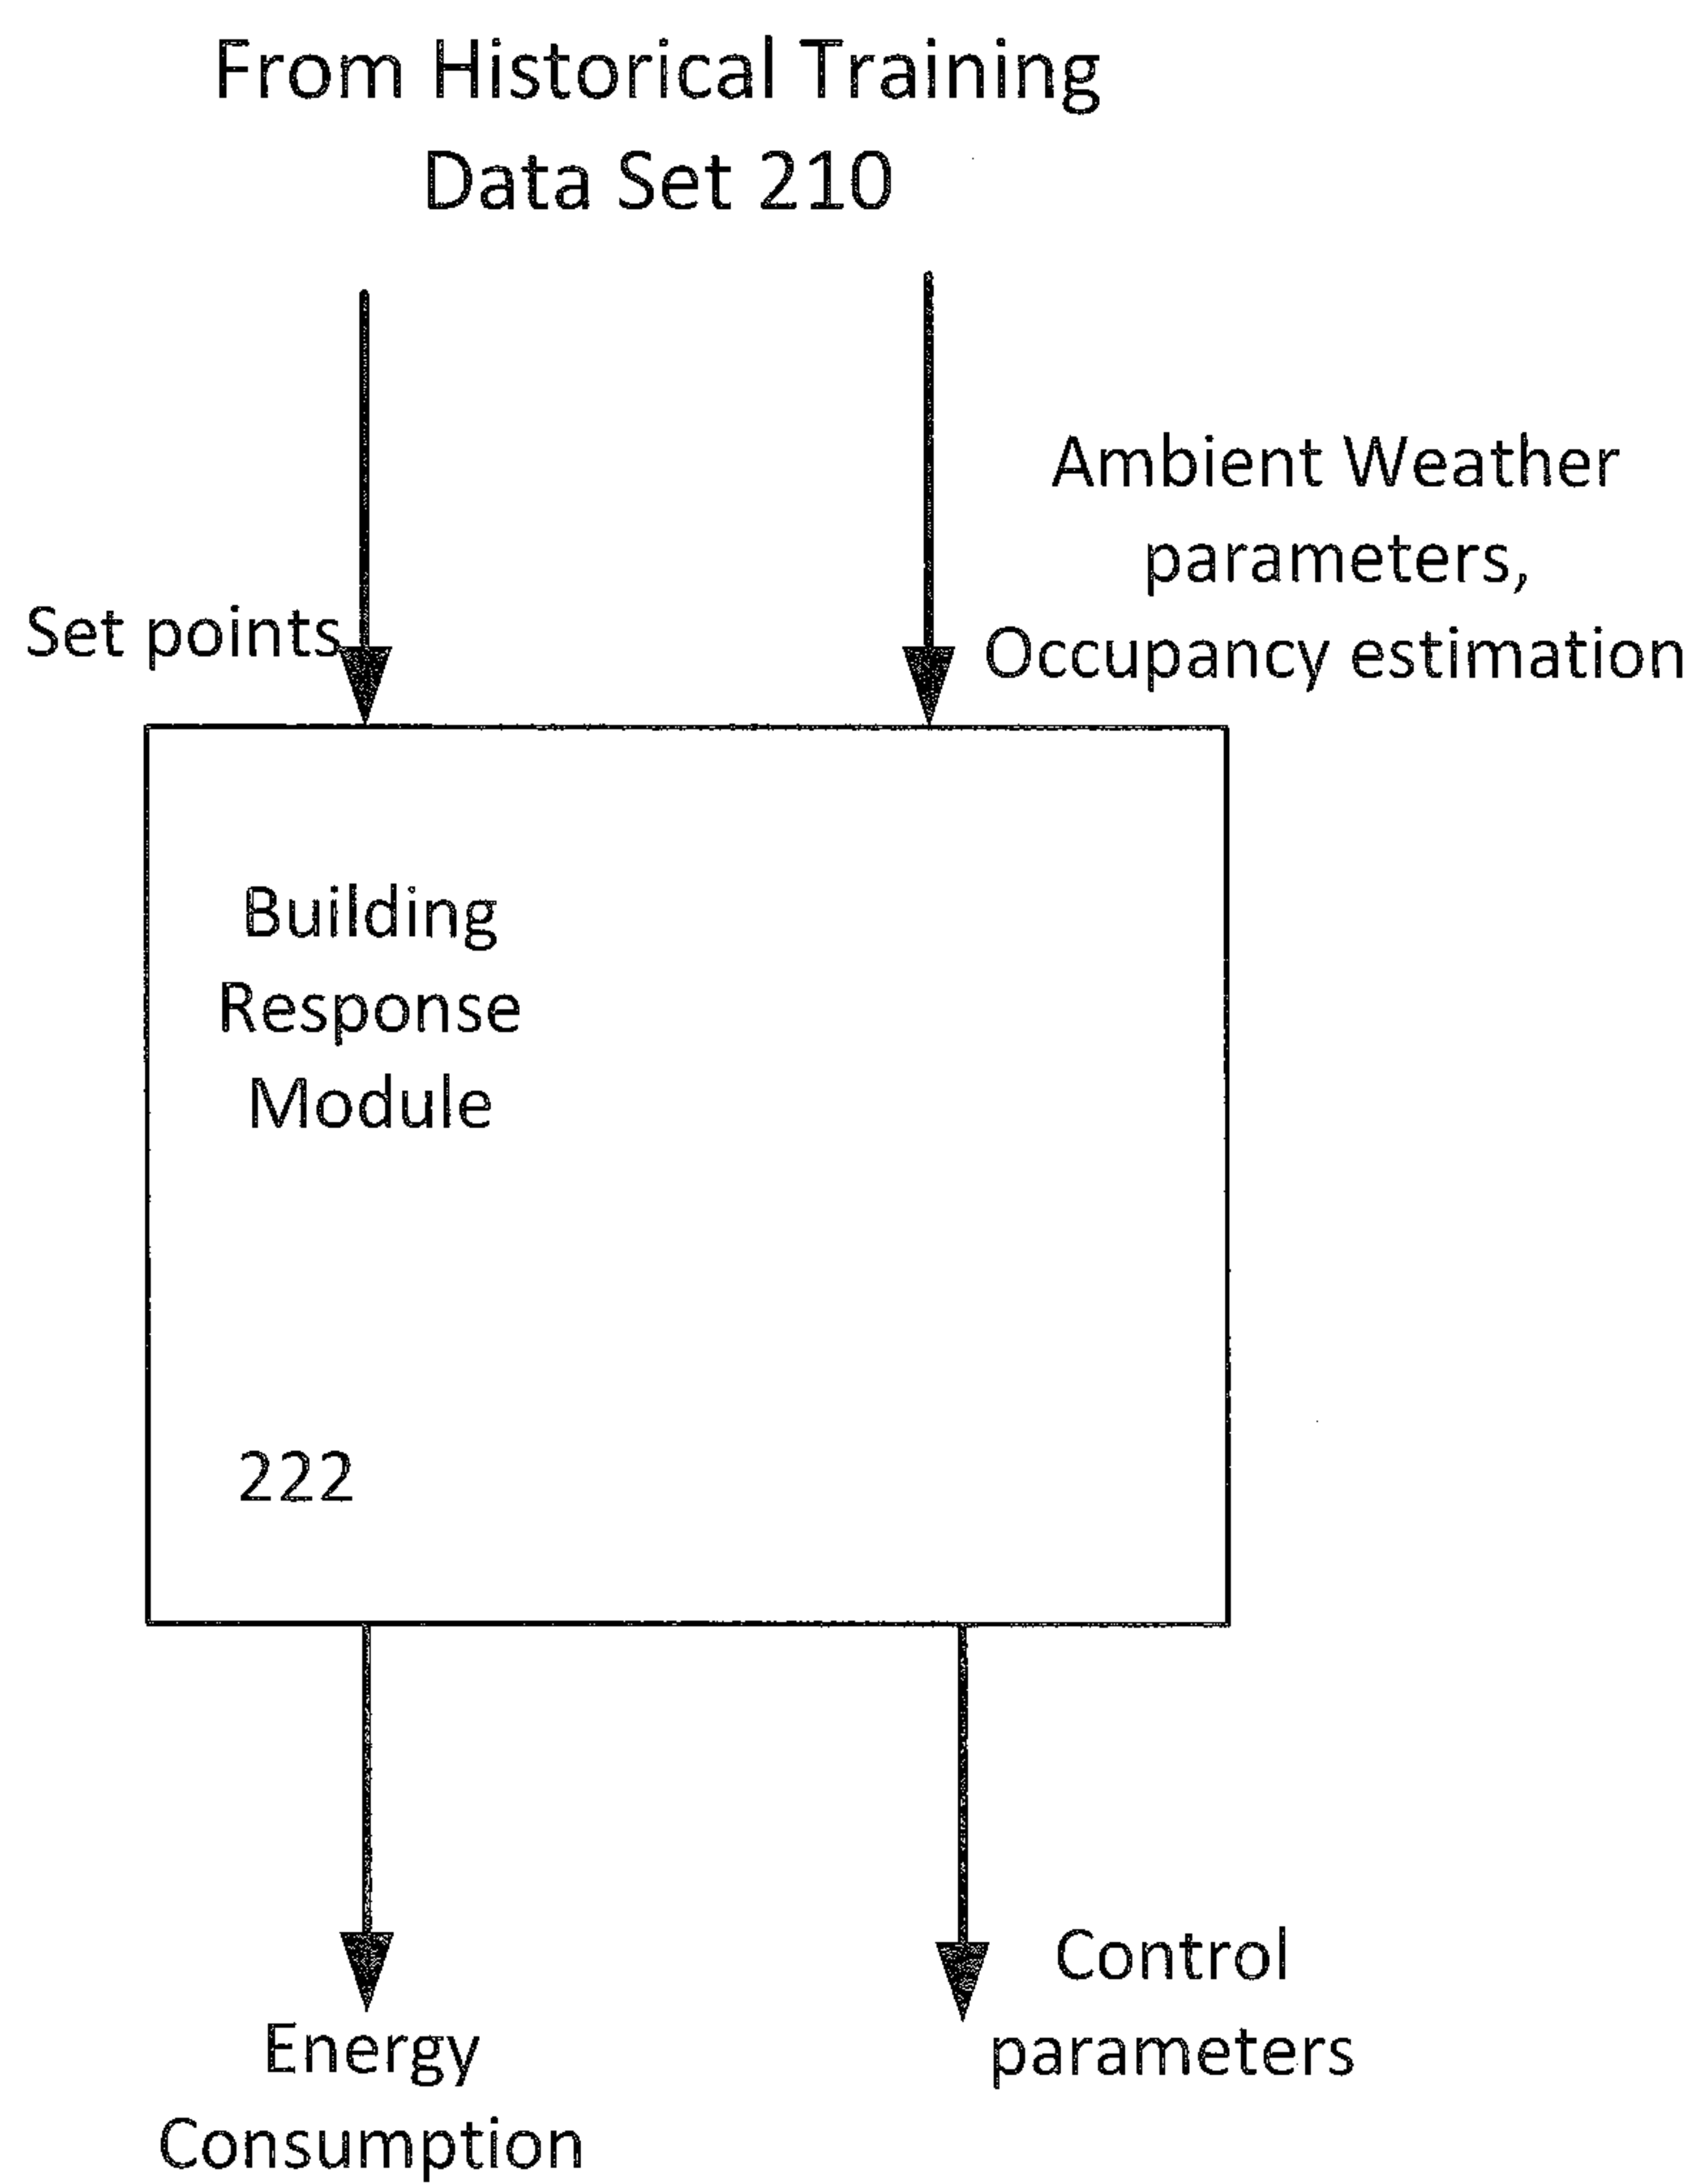 From Historical Training
Data Set 210
Ambient Weather
parameters,
Set points
Occupancy estimation
Building
Response
Module
222
Control
parameters
Energy
Consumption